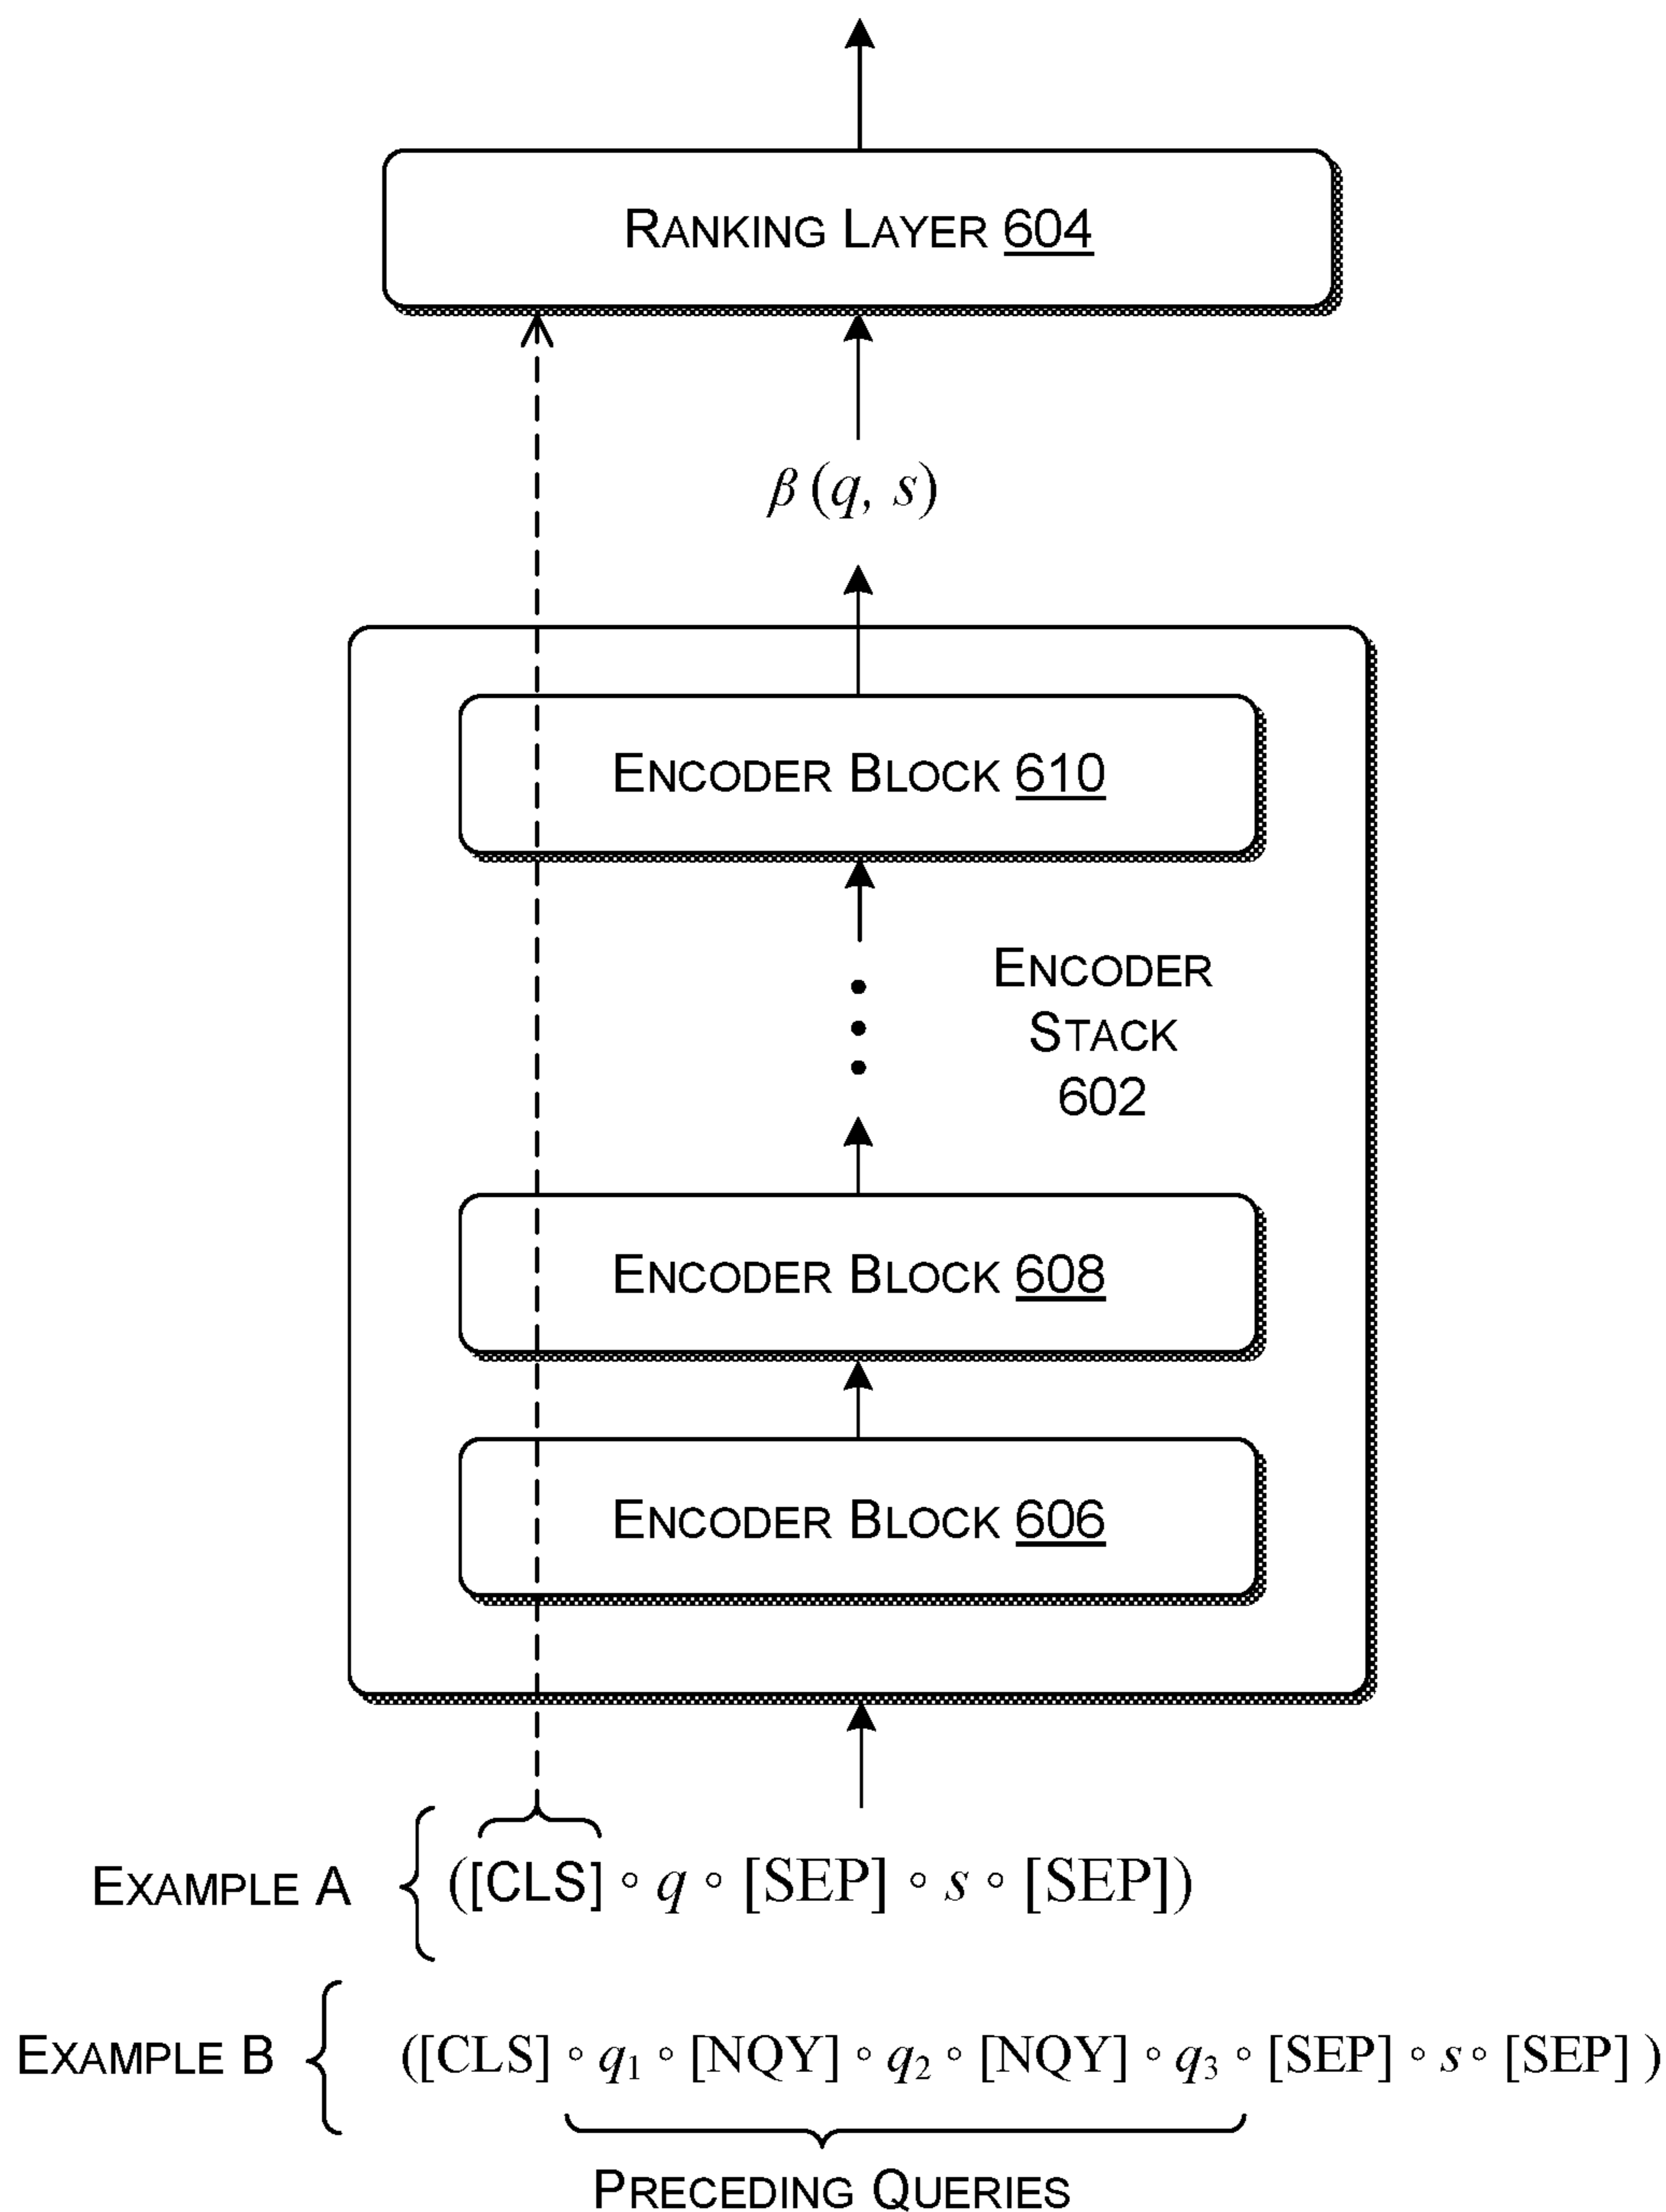 RANKING LAYER 604
β (q, s)
ENCODER BLOCK 610
ENCODER
STACK
602
ENCODER BLOCK 608
ENCODER BLOCK 606
EXAMPLE A ([CLS] ∘ q ∘ [SEP] ∘ s ∘ [SEP])
EXAMPLE B ([CLS] ∘ q₁ ∘ [NQY] ∘ q₂ ∘ [NQY] ∘ q₃ ∘ [SEP] ∘ s ∘ [SEP] )
PRECEDING QUERIES